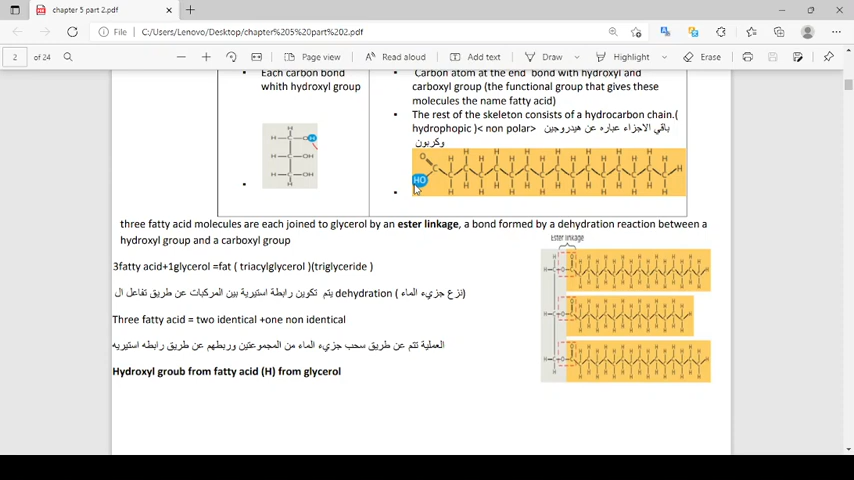 chapter 5 part 2.pdf
File C:/Users/Lenovo/Desktop/chapter%205%20part%202.pdf
2 of 24 Page view Read aloud Add text Draw Highlight Erase
Each carbon bond
whith hydroxyl group
Carbon atom at the end bond with hydroxyl and
carboxyl group (the functional group that gives these
molecules the name fatty acid)
The rest of the skeleton consists of a hydrocarbon chain.(
hydrophopic )< non polar> باقي الاجزاء عباره عن هيدروجين
وكربون
three fatty acid molecules are each joined to glycerol by an ester linkage, a bond formed by a dehydration reaction between a
hydroxyl group and a carboxyl group
Ester linkage
3fatty acid+1glycerol =fat ( triacylglycerol )(triglyceride )
يتم تكوين رابطة استيرية بين المركبات عن طريق تفاعل ال dehydration ( نزع جزيء الماء)
Three fatty acid = two identical +one non identical
العملية تتم عن طريق سحب جزيء الماء من المجموعتين وربطهم عن طريق رابطه استيريه
Hydroxyl groub from fatty acid (H) from glycerol